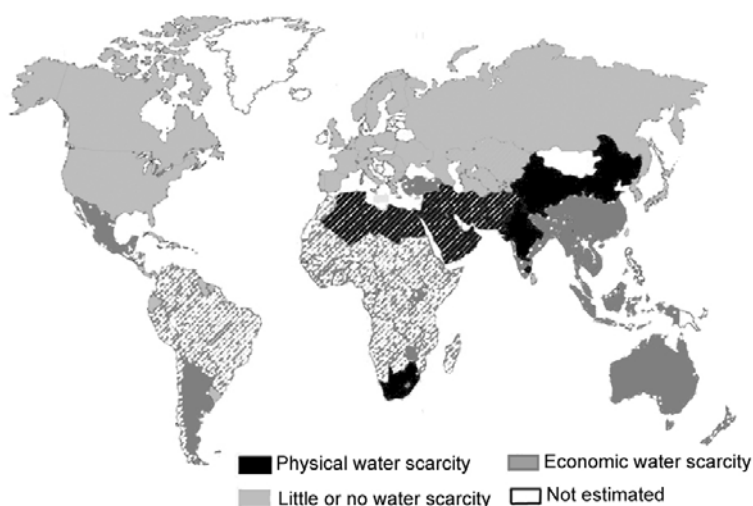 Physical water scarcity
Economic water scarcity
Little or no water scarcity
Not estimated